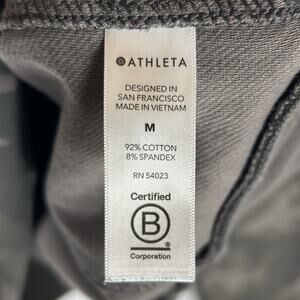 ATHLETA
DESIGNED IN
SAN FRANCISCO
MADE IN VIETNAM
M
92% COTTON
8% SPANDEX
RN 54023
Certified
B
®
Corporation